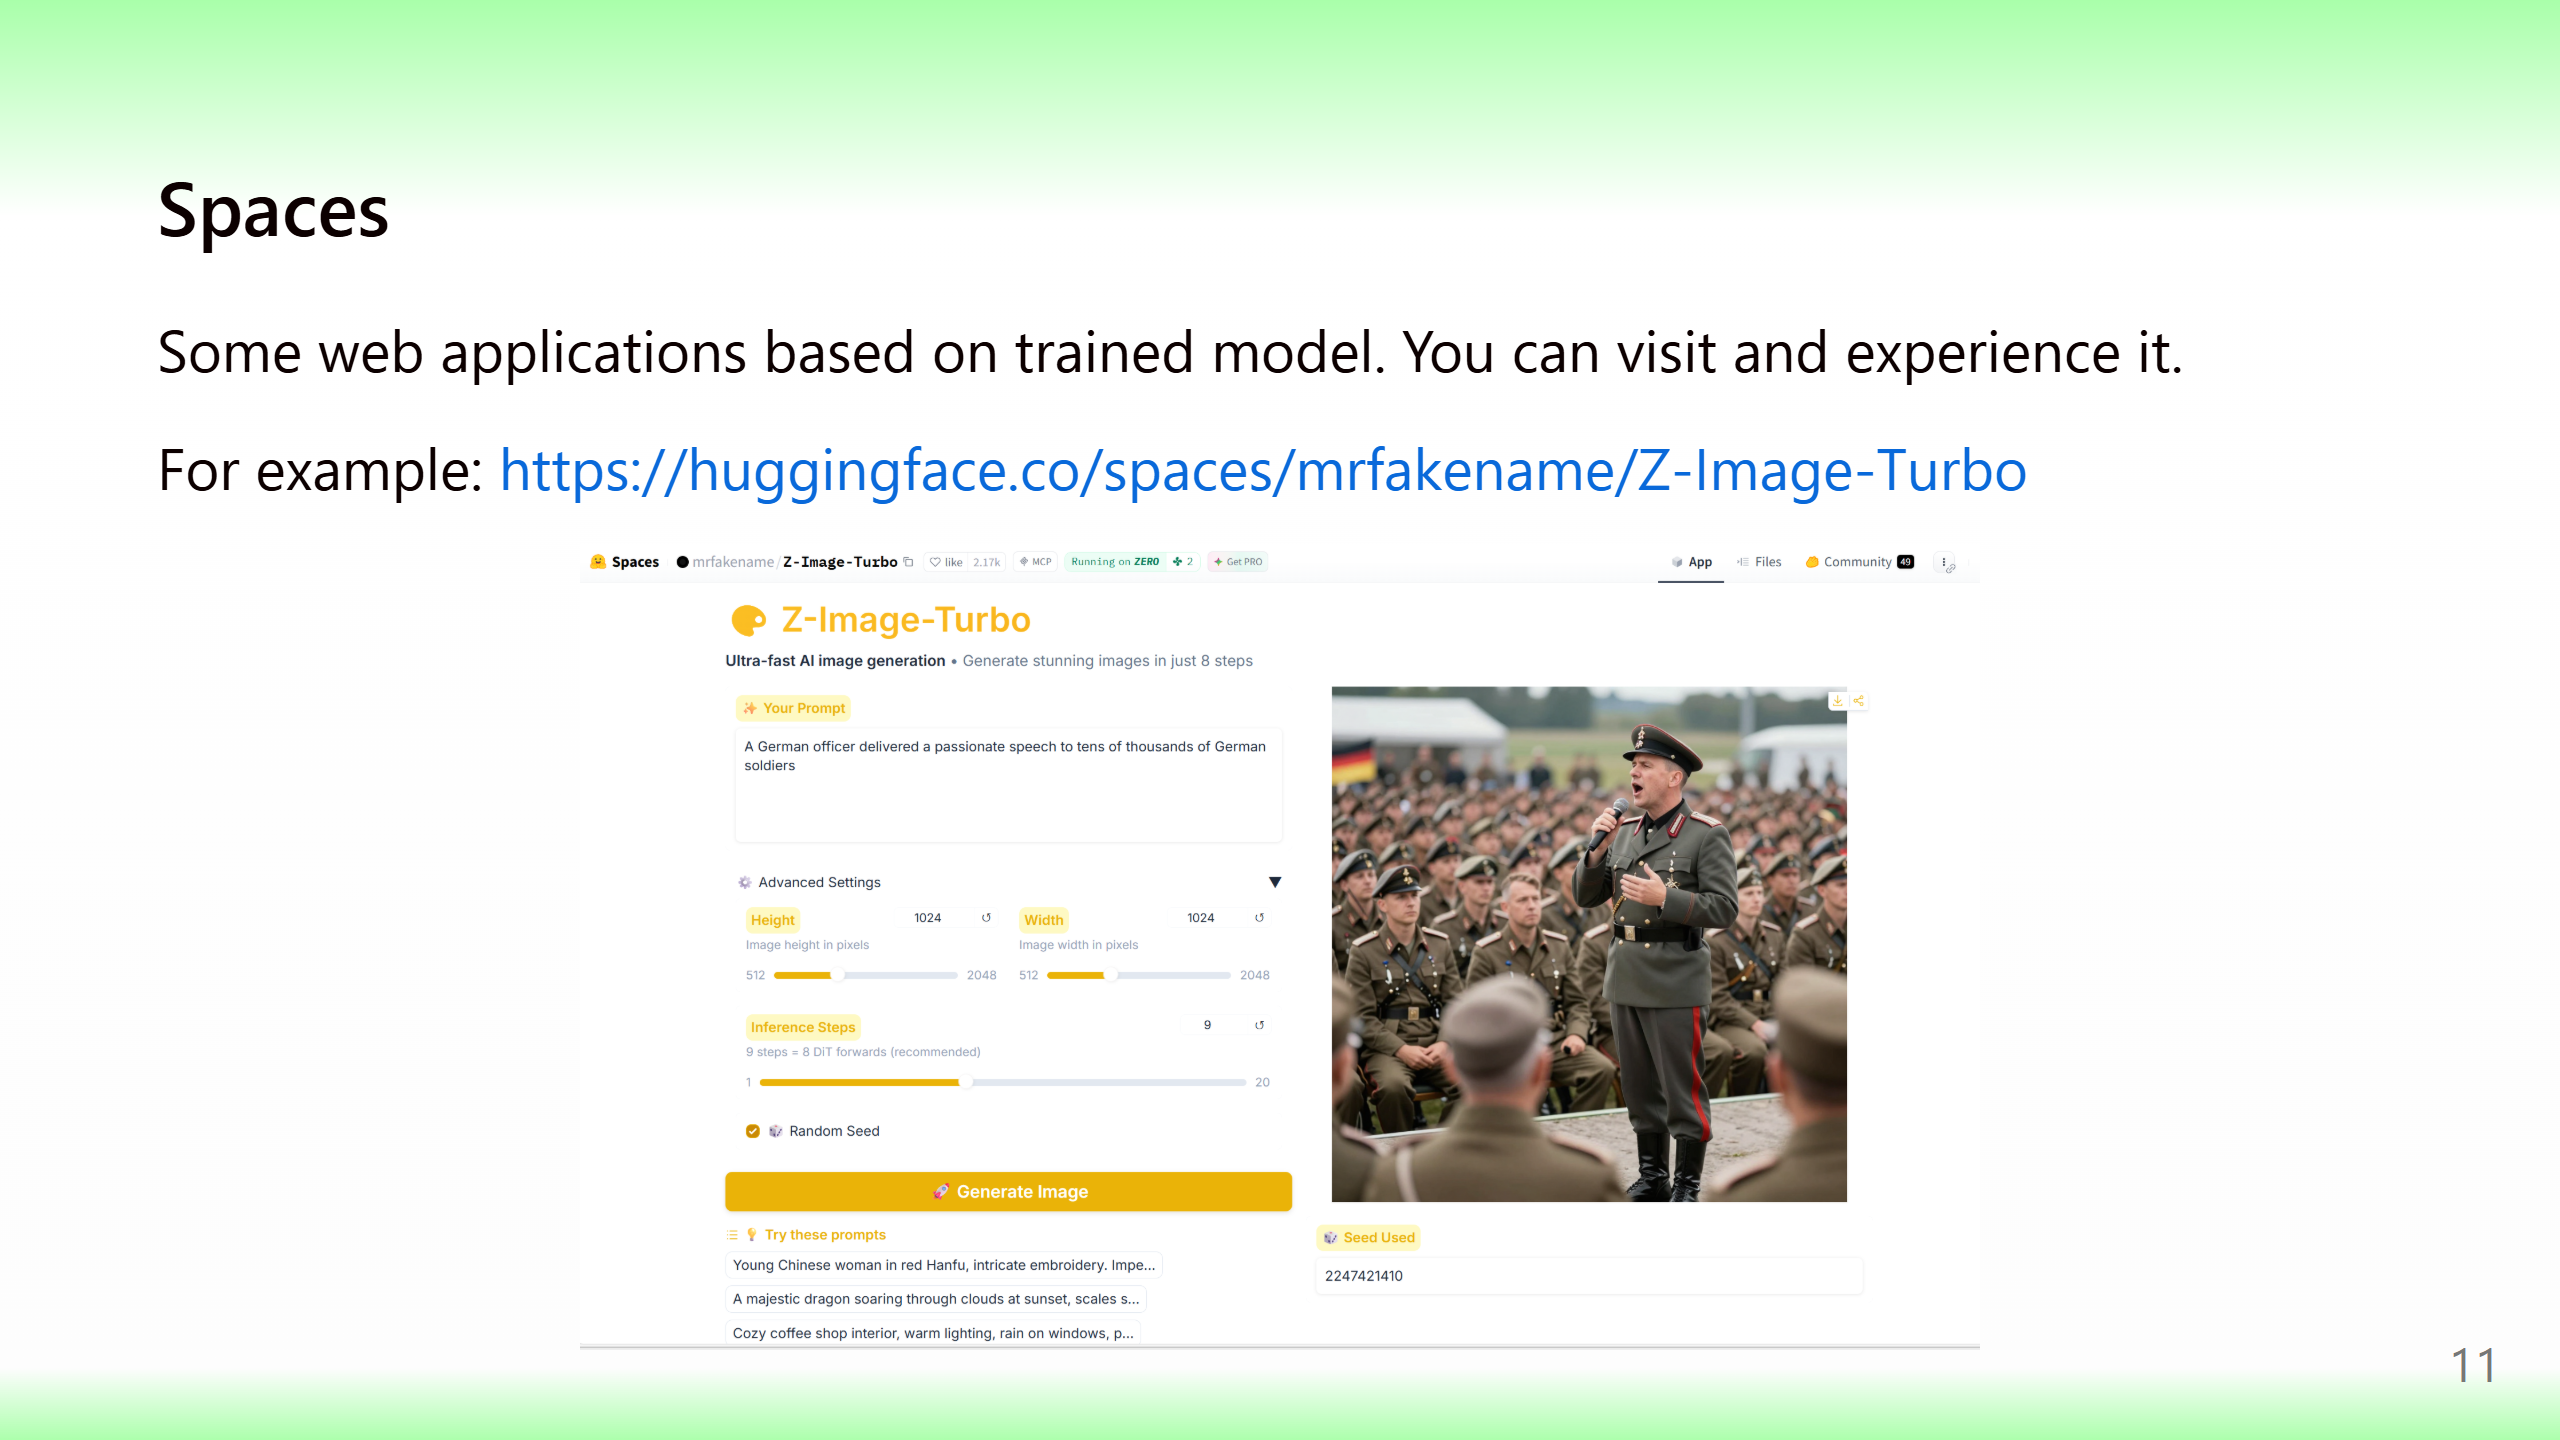 Spaces
Some web applications based on trained model. You can visit and experience it.
For example: https://huggingface.co/spaces/mrfakename/Z-Image-Turbo
Spaces mrfakename/Z-Image-Turbo like 2.17k MCP Running on ZERO 2 Get PRO App Files Community 49
Z-Image-Turbo
Ultra-fast AI image generation • Generate stunning images in just 8 steps
Your Prompt
A German officer delivered a passionate speech to tens of thousands of German
soldiers
Advanced Settings
Height 1024 Width 1024
Image height in pixels Image width in pixels
512 2048 512 2048
Inference Steps 9
9 steps = 8 DiT forwards (recommended)
1 20
Random Seed
Generate Image
Try these prompts
Young Chinese woman in red Hanfu, intricate embroidery. Impe...
A majestic dragon soaring through clouds at sunset, scales s...
Cozy coffee shop interior, warm lighting, rain on windows, p...
Seed Used
2247421410
11